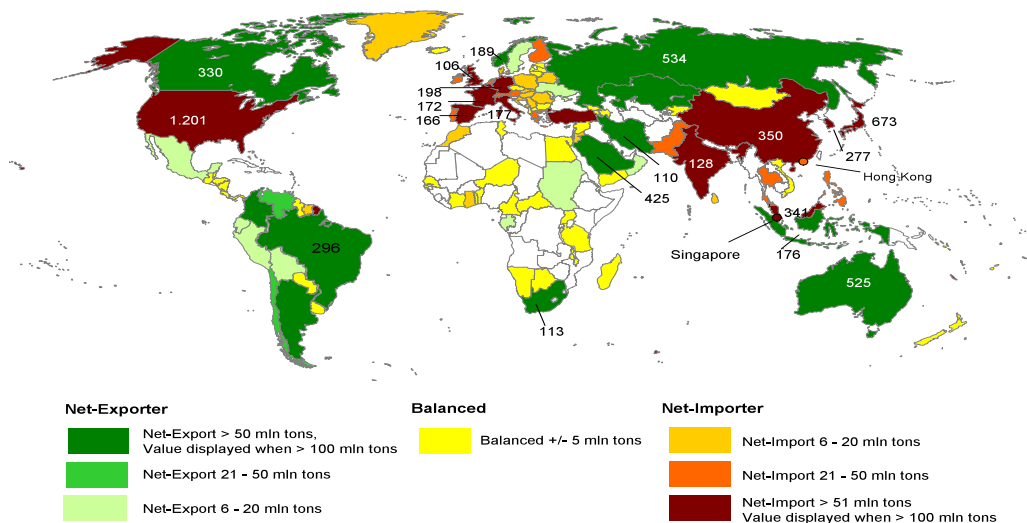 189
534
106
330
198
172
166
177
1.201
350
673
128
277
110
Hong Kong
425
341
296
Singapore
176
525
113
Net-Exporter
Net-Export > 50 mln tons,
Value displayed when > 100 mln tons
Net-Export 21 - 50 mln tons
Net-Export 6 - 20 mln tons
Balanced
Balanced +/- 5 mln tons
Net-Importer
Net-Import 6 - 20 mln tons
Net-Import 21 - 50 mln tons
Net-Import > 51 mln tons
Value displayed when > 100 mln tons